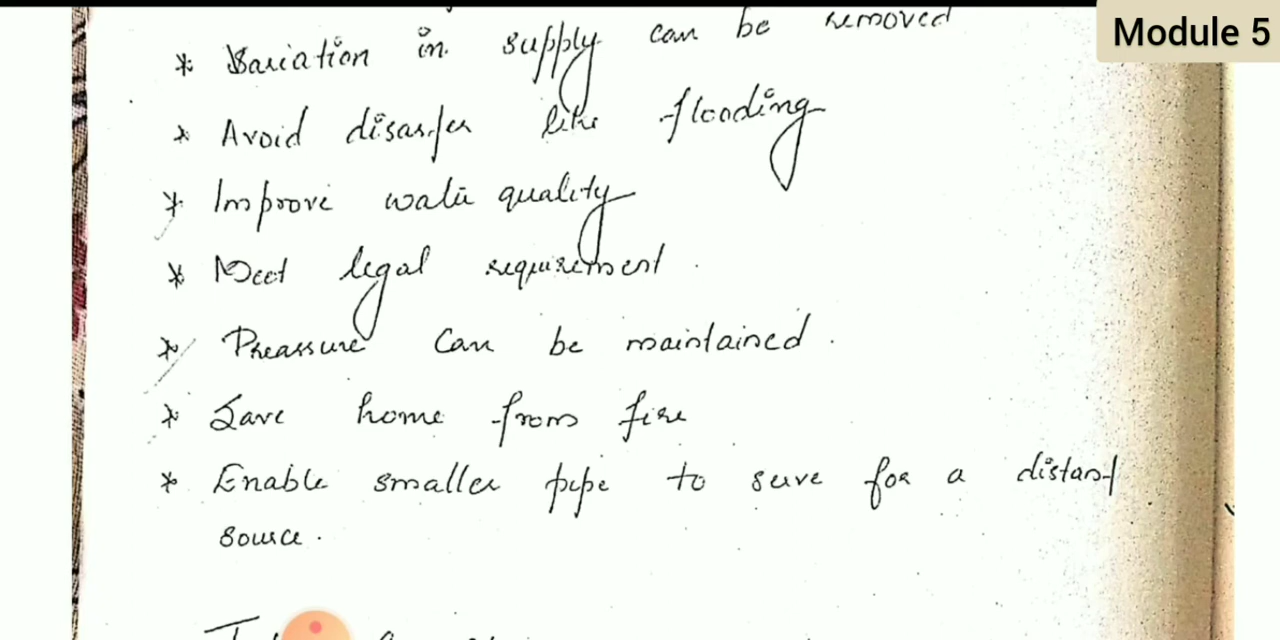 Module 5
* Variation in supply can be removed
* Avoid disaster like flooding
* Improve water quality
* Meet legal requirement.
* Preassure can be maintained.
* Save home from fire
* Enable smaller pipe to serve for a distant
source.